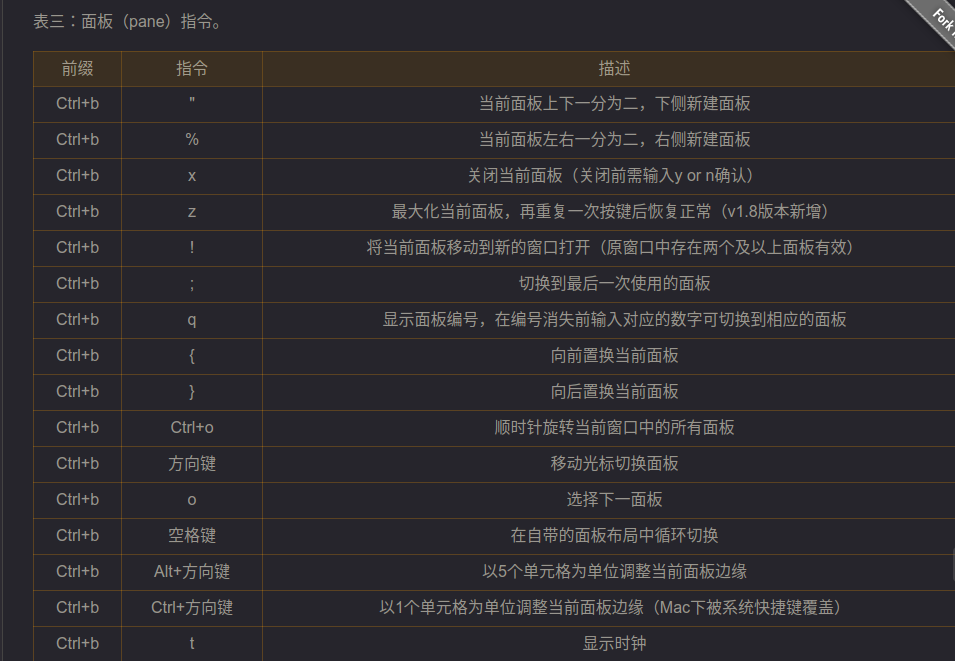 表三：面板（pane）指令。
Fork
前缀 指令 描述
Ctrl+b " 当前面板上下一分为二，下侧新建面板
Ctrl+b % 当前面板左右一分为二，右侧新建面板
Ctrl+b x 关闭当前面板（关闭前需输入y or n确认）
Ctrl+b z 最大化当前面板，再重复一次按键后恢复正常（v1.8版本新增）
Ctrl+b ! 将当前面板移动到新的窗口打开（原窗口中存在两个及以上面板有效）
Ctrl+b ; 切换到最后一次使用的面板
Ctrl+b q 显示面板编号，在编号消失前输入对应的数字可切换到相应的面板
Ctrl+b { 向前置换当前面板
Ctrl+b } 向后置换当前面板
Ctrl+b Ctrl+o 顺时针旋转当前窗口中的所有面板
Ctrl+b 方向键 移动光标切换面板
Ctrl+b o 选择下一面板
Ctrl+b 空格键 在自带的面板布局中循环切换
Ctrl+b Alt+方向键 以5个单元格为单位调整当前面板边缘
Ctrl+b Ctrl+方向键 以1个单元格为单位调整当前面板边缘（Mac下被系统快捷键覆盖）
Ctrl+b t 显示时钟